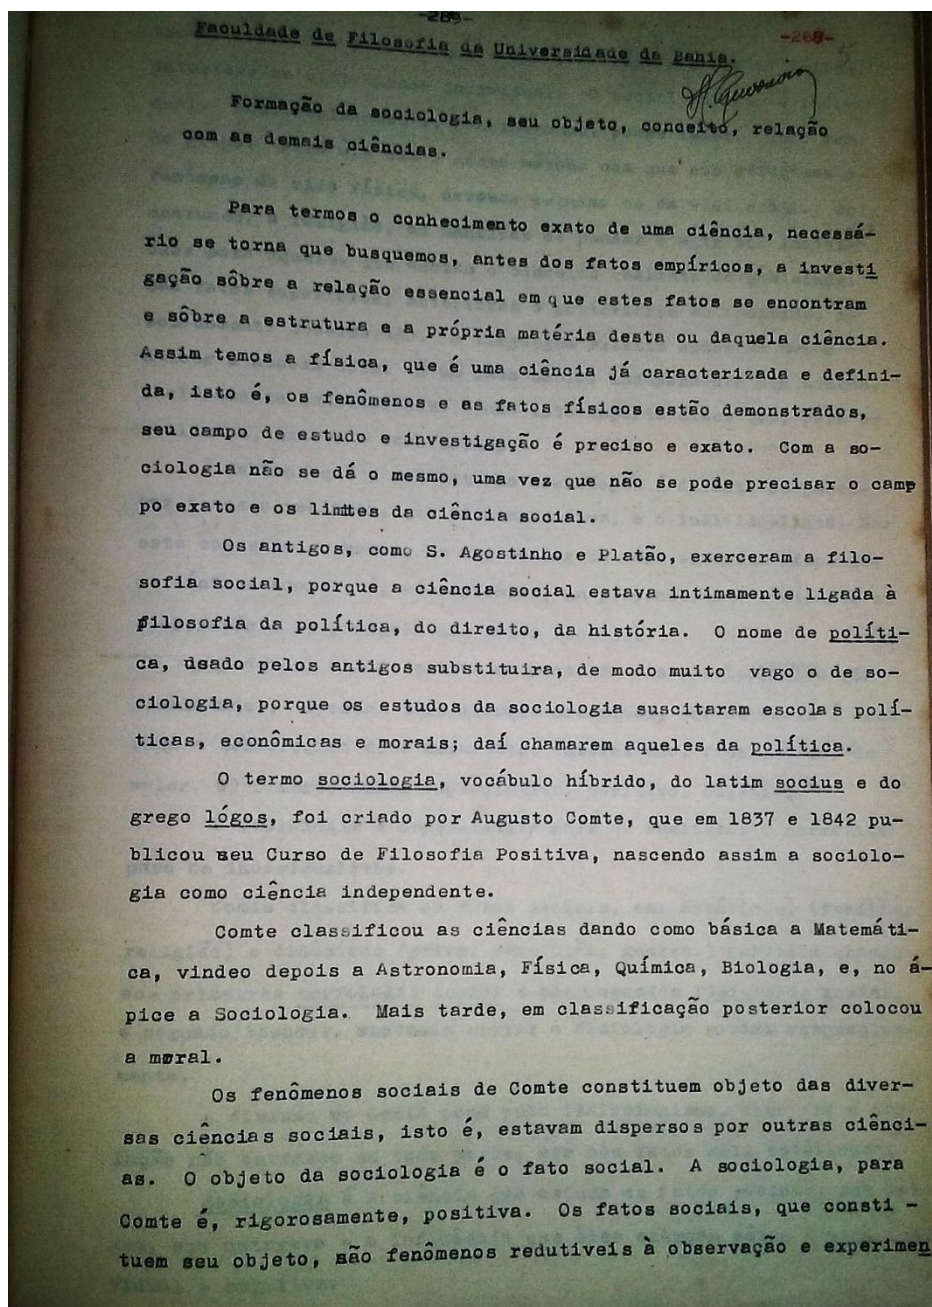 -289-
-268-
Faculdade de Filosofia da Universidade da Bahia.
Formação da sociologia, seu objeto, conceito, relação
com as demais ciências.
Para termos o conhecimento exato de uma ciência, necessá-
rio se torna que busquemos, antes dos fatos empíricos, a investi
gação sôbre a relação essencial em que estes fatos se encontram
e sôbre a estrutura e a própria matéria desta ou daquela ciência.
Assim temos a física, que é uma ciência já caracterizada e defini-
da, isto é, os fenômenos e as fatos físicos estão demonstrados,
seu campo de estudo e investigação é preciso e exato. Com a so-
ciologia não se dá o mesmo, uma vez que não se pode precisar o camp
po exato e os limites da ciência social.
Os antigos, como S. Agostinho e Platão, exerceram a filo-
sofia social, porque a ciência social estava intimamente ligada à
filosofia da política, do direito, da história. O nome de políti-
ca, usado pelos antigos substituira, de modo muito vago o de so-
ciologia, porque os estudos da sociologia suscitaram escolas polí-
ticas, econômicas e morais; daí chamarem aqueles da política.
O termo sociologia, vocábulo híbrido, do latim socius e do
grego lógos, foi criado por Augusto Comte, que em 1837 e 1842 pu-
blicou seu Curso de Filosofia Positiva, nascendo assim a sociolo-
gia como ciência independente.
Comte classificou as ciências dando como básica a Matemáti-
ca, vindeo depois a Astronomia, Física, Química, Biologia, e, no á-
pice a Sociologia. Mais tarde, em classificação posterior colocou
a moral.
Os fenômenos sociais de Comte constituem objeto das diver-
sas ciências sociais, isto é, estavam dispersos por outras ciênci-
as. O objeto da sociologia é o fato social. A sociologia, para
Comte é, rigorosamente, positiva. Os fatos sociais, que consti -
tuem seu objeto, são fenômenos redutiveis à observação e experimen